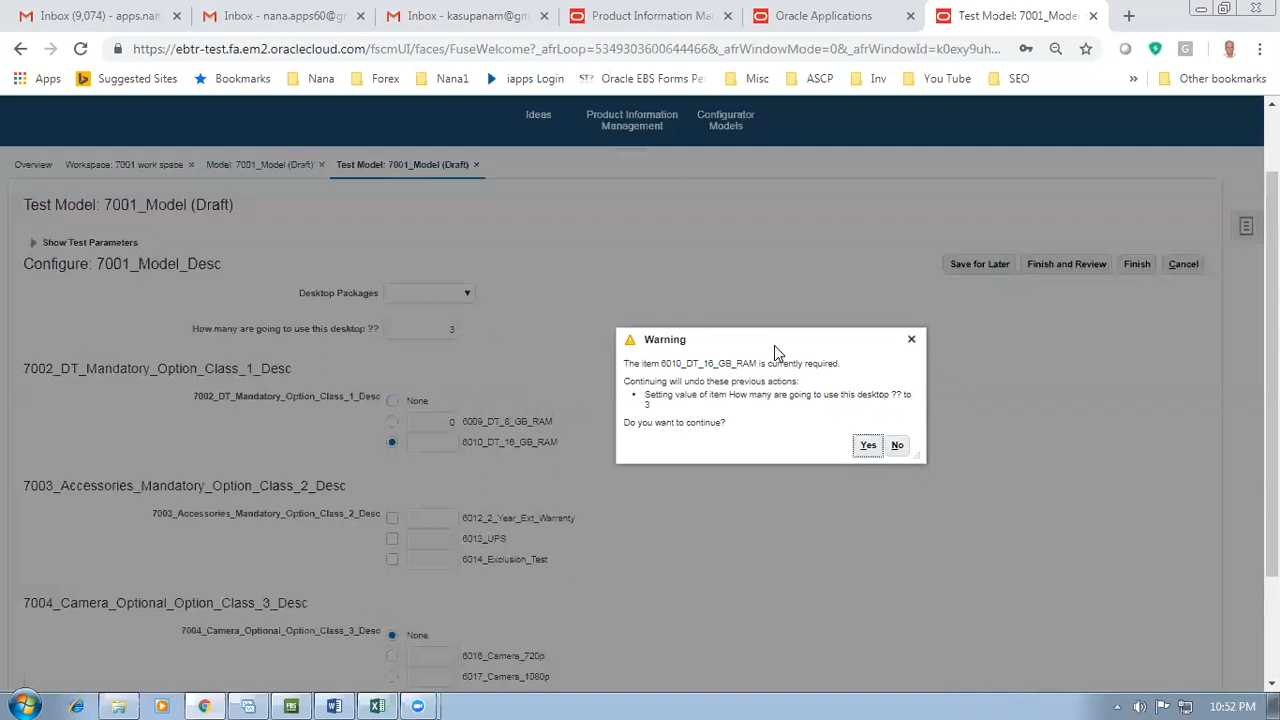 Inbox (9,074) - apps.na
Inbox - nana.apps60@g
Inbox - kasupanam@gm
Product Information Man
Oracle Applications
Test Model: 7001_Mode
https://ebtr-test.fa.em2.oraclecloud.com/fscmUI/faces/FuseWelcome?_afrLoop=53493036006444666&_afrWindowMode=0&_afrWindowId=k0exy9uh...
Apps
Suggested Sites
Bookmarks
Nana
Forex
Nana1
iapps Login
Oracle EBS Forms Pe
Misc
ASCP
Inv
You Tube
SEO
»
Other bookmarks
Ideas
Product Information
Management
Configurator
Models
Overview
Workspace: 7001 work space
Model: 7001_Model (Draft)
Test Model: 7001_Model (Draft)
Test Model: 7001_Model (Draft)
Show Test Parameters
Configure: 7001_Model_Desc
Save for Later
Finish and Review
Finish
Cancel
Desktop Packages
How many are going to use this desktop ??
3
Warning
The item 6010_DT_16_GB_RAM is currently required.
Continuing will undo these previous actions:
• Setting value of item How many are going to use this desktop ?? to
3
Do you want to continue?
Yes
No
7002_DT_Mandatory_Option_Class_1_Desc
7002_DT_Mandatory_Option_Class_1_Desc
None
0 6009_DT_8_GB_RAM
6010_DT_16_GB_RAM
7003_Accessories_Mandatory_Option_Class_2_Desc
7003_Accessories_Mandatory_Option_Class_2_Desc
6012_2_Year_Ext_Warrenty
6013_UPS
6014_Exclusion_Test
7004_Camera_Optional_Option_Class_3_Desc
7004_Camera_Optional_Option_Class_3_Desc
None
6016_Camera_720p
6017_Camera_1080p
10:52 PM